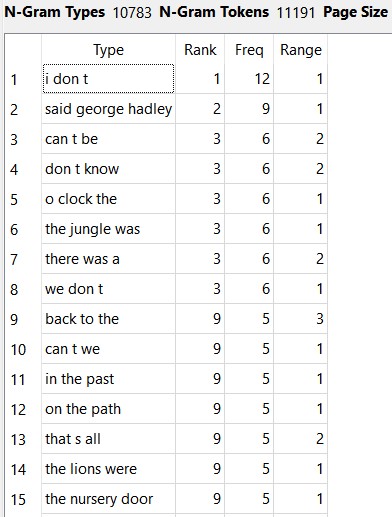 N-Gram Types 10783 N-Gram Tokens 11191 Page Size
Type Rank Freq Range
1 i don t 1 12 1
2 said george hadley 2 9 1
3 can t be 3 6 2
4 don t know 3 6 2
5 o clock the 3 6 1
6 the jungle was 3 6 1
7 there was a 3 6 2
8 we don t 3 6 1
9 back to the 9 5 3
10 can t we 9 5 1
11 in the past 9 5 1
12 on the path 9 5 1
13 that s all 9 5 2
14 the lions were 9 5 1
15 the nursery door 9 5 1